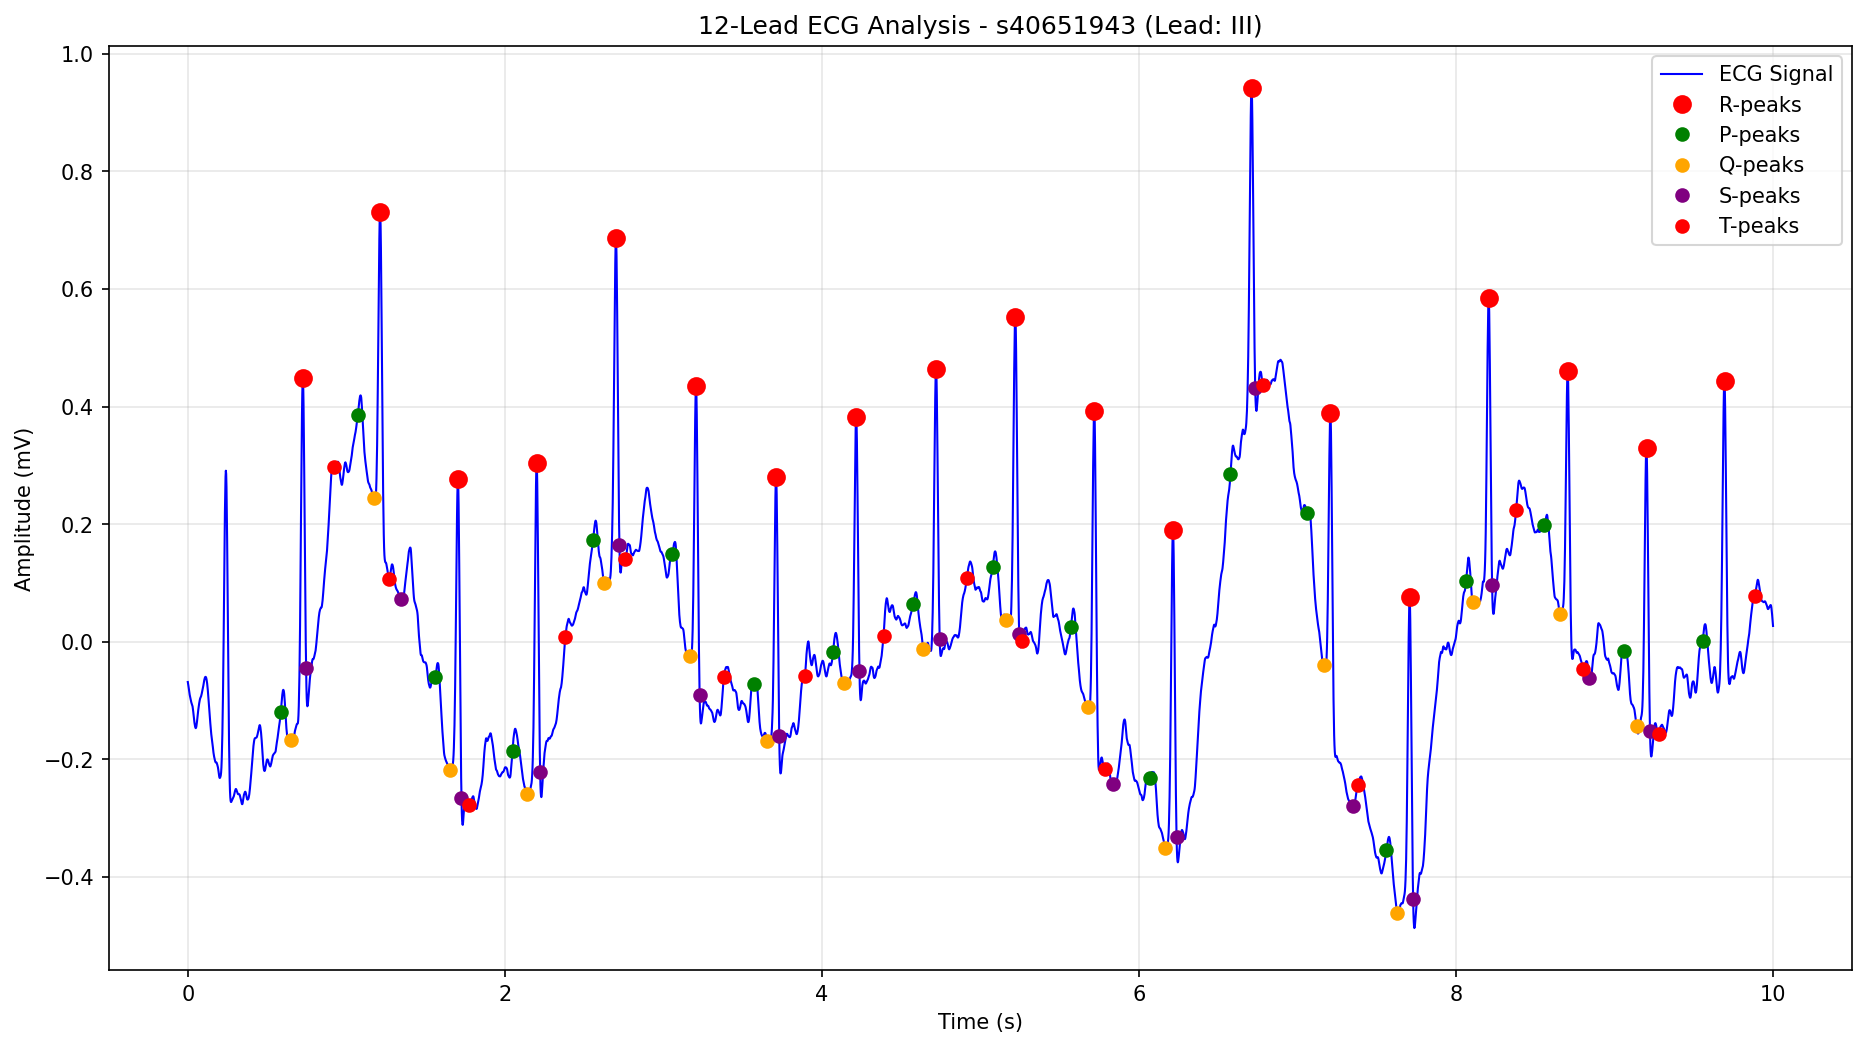 12-Lead ECG Analysis - s40651943 (Lead: III)
ECG Signal
R-peaks
P-peaks
Q-peaks
S-peaks
T-peaks
Amplitude (mV)
1.0
0.8
0.6
0.4
0.2
0.0
−0.2
−0.4
0 2 4 6 8 10
Time (s)